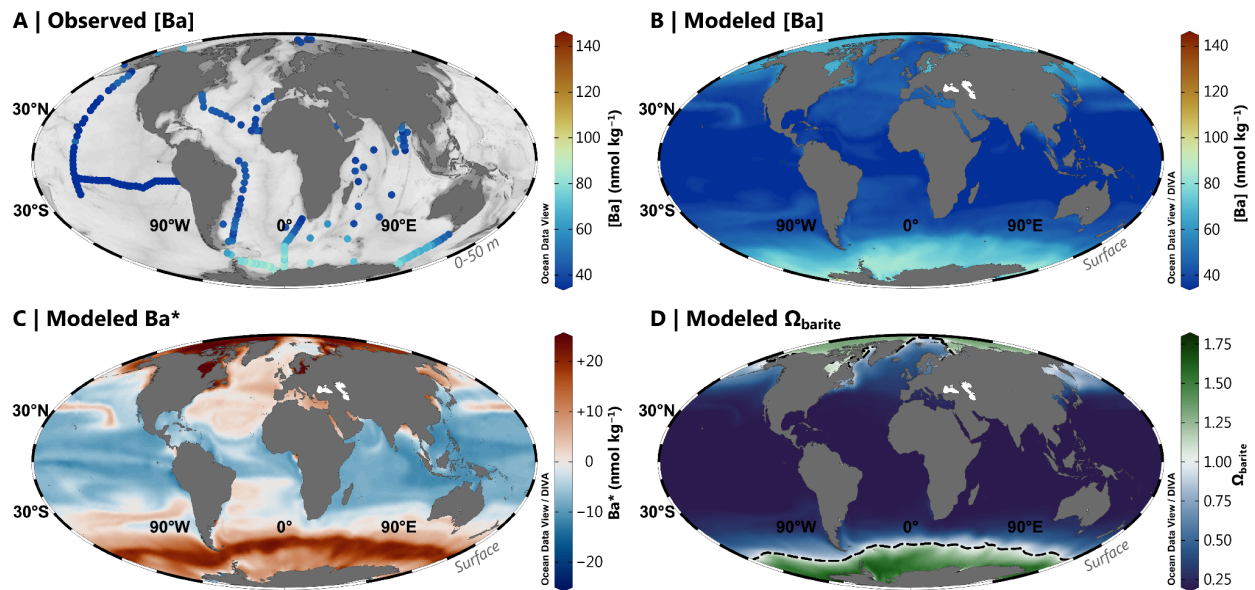 A | Observed [Ba]
30°N
30°S
90°W
0°
90°E
0-50 m
Ocean Data View
140
120
100
80
60
40
[Ba] (nmol kg⁻¹)
B | Modeled [Ba]
30°N
30°S
90°W
0°
90°E
Surface
Ocean Data View / DIVA
140
120
100
80
60
40
[Ba] (nmol kg⁻¹)
C | Modeled Ba*
30°N
30°S
90°W
0°
90°E
Surface
Ocean Data View / DIVA
+20
+10
0
−10
−20
Ba* (nmol kg⁻¹)
D | Modeled Ωbarite
30°N
30°S
90°W
0°
90°E
Surface
Ocean Data View / DIVA
1.75
1.50
1.25
1.00
0.75
0.50
0.25
Ωbarite